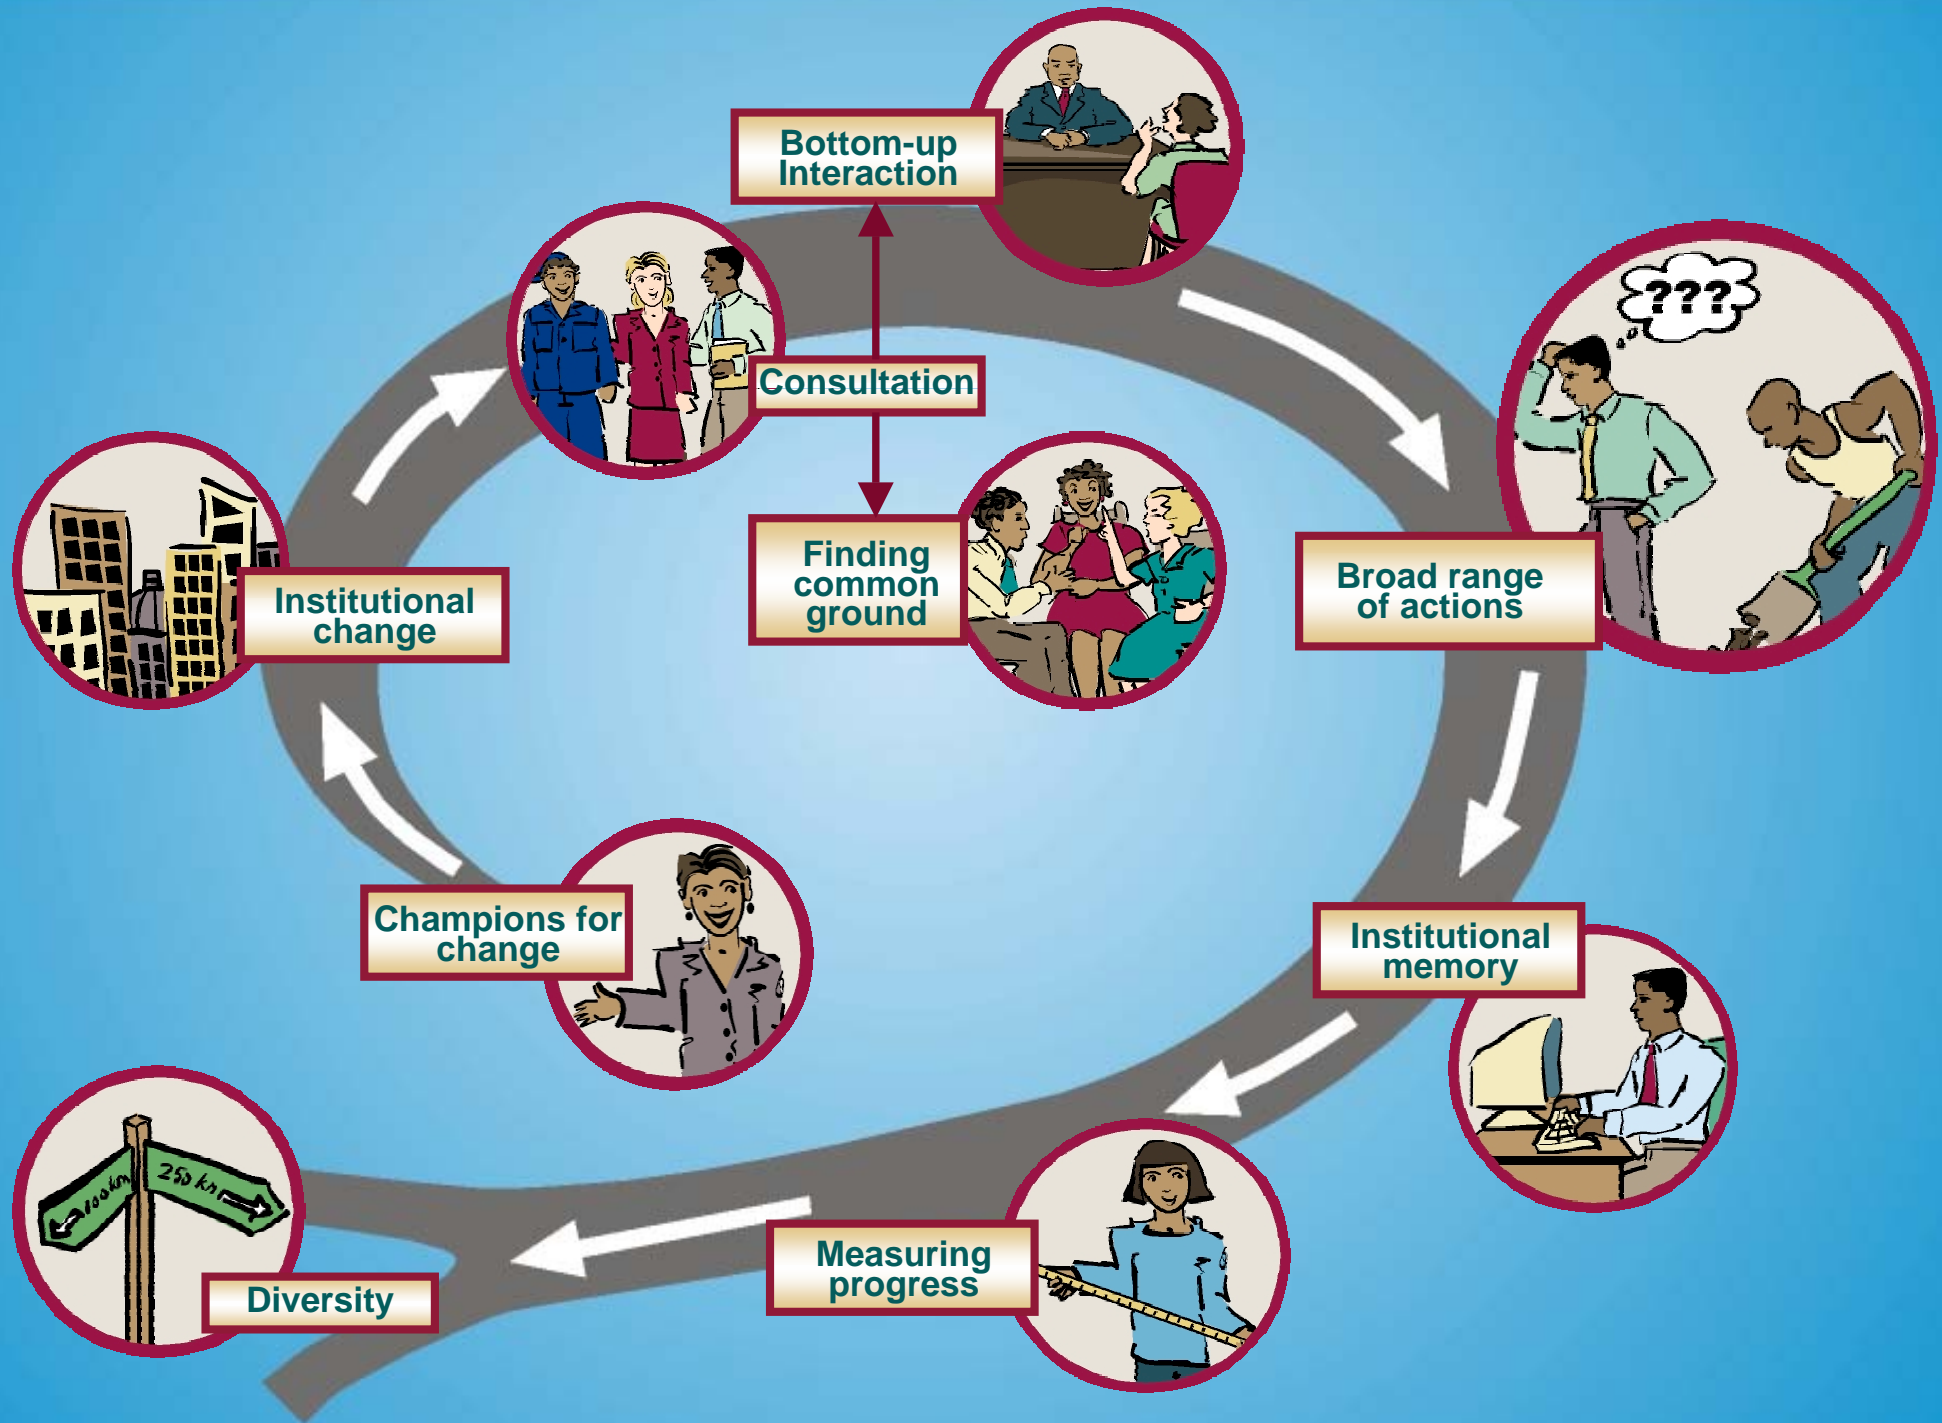 Bottom-up
Interaction
???
Consultation
Finding
common
ground
Broad range
of actions
Institutional
change
Champions for
change
Institutional
memory
100km
250 km
Measuring
progress
Diversity